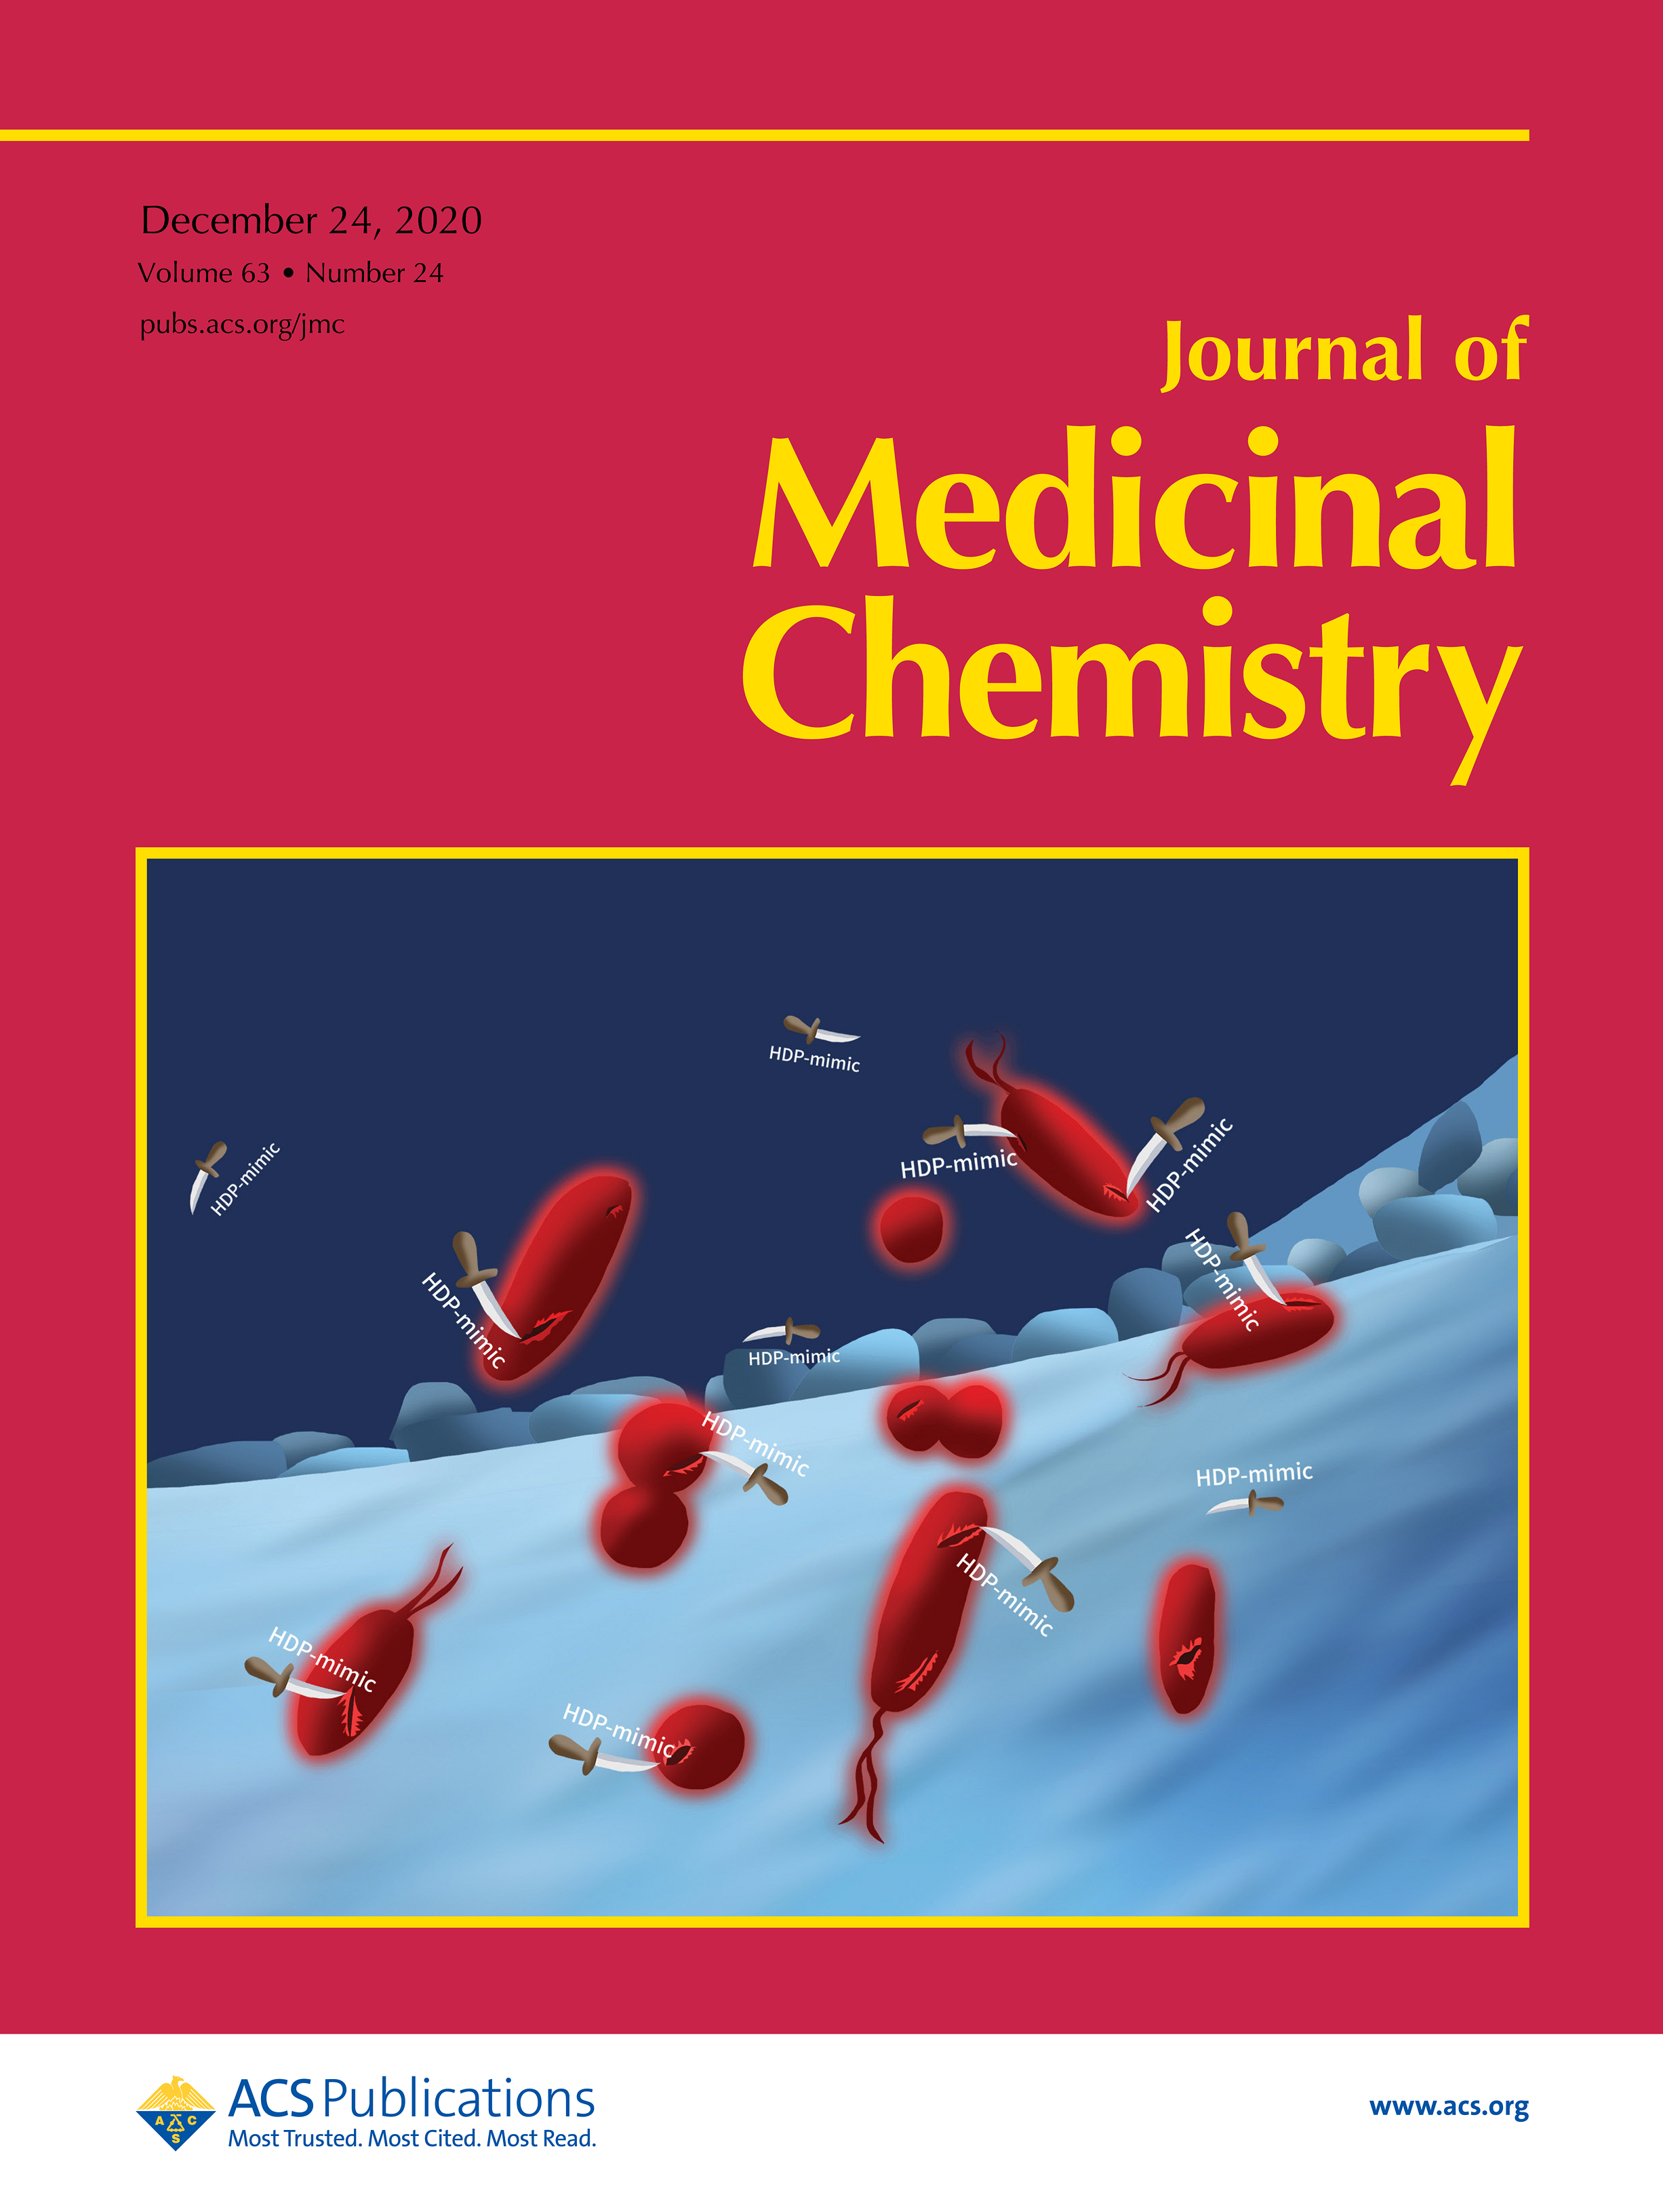 December 24, 2020
Volume 63 • Number 24
pubs.acs.org/jmc
Journal of
Medicinal
Chemistry
HDP-mimic
HDP-mimic
HDP-mimic
HDP-mimic
HDP-mimic
HDP-mimic
HDP-mimic
HDP-mimic
HDP-mimic
HDP-mimic
HDP-mimic
HDP-mimic
ACS Publications
Most Trusted. Most Cited. Most Read.
A C
S
www.acs.org